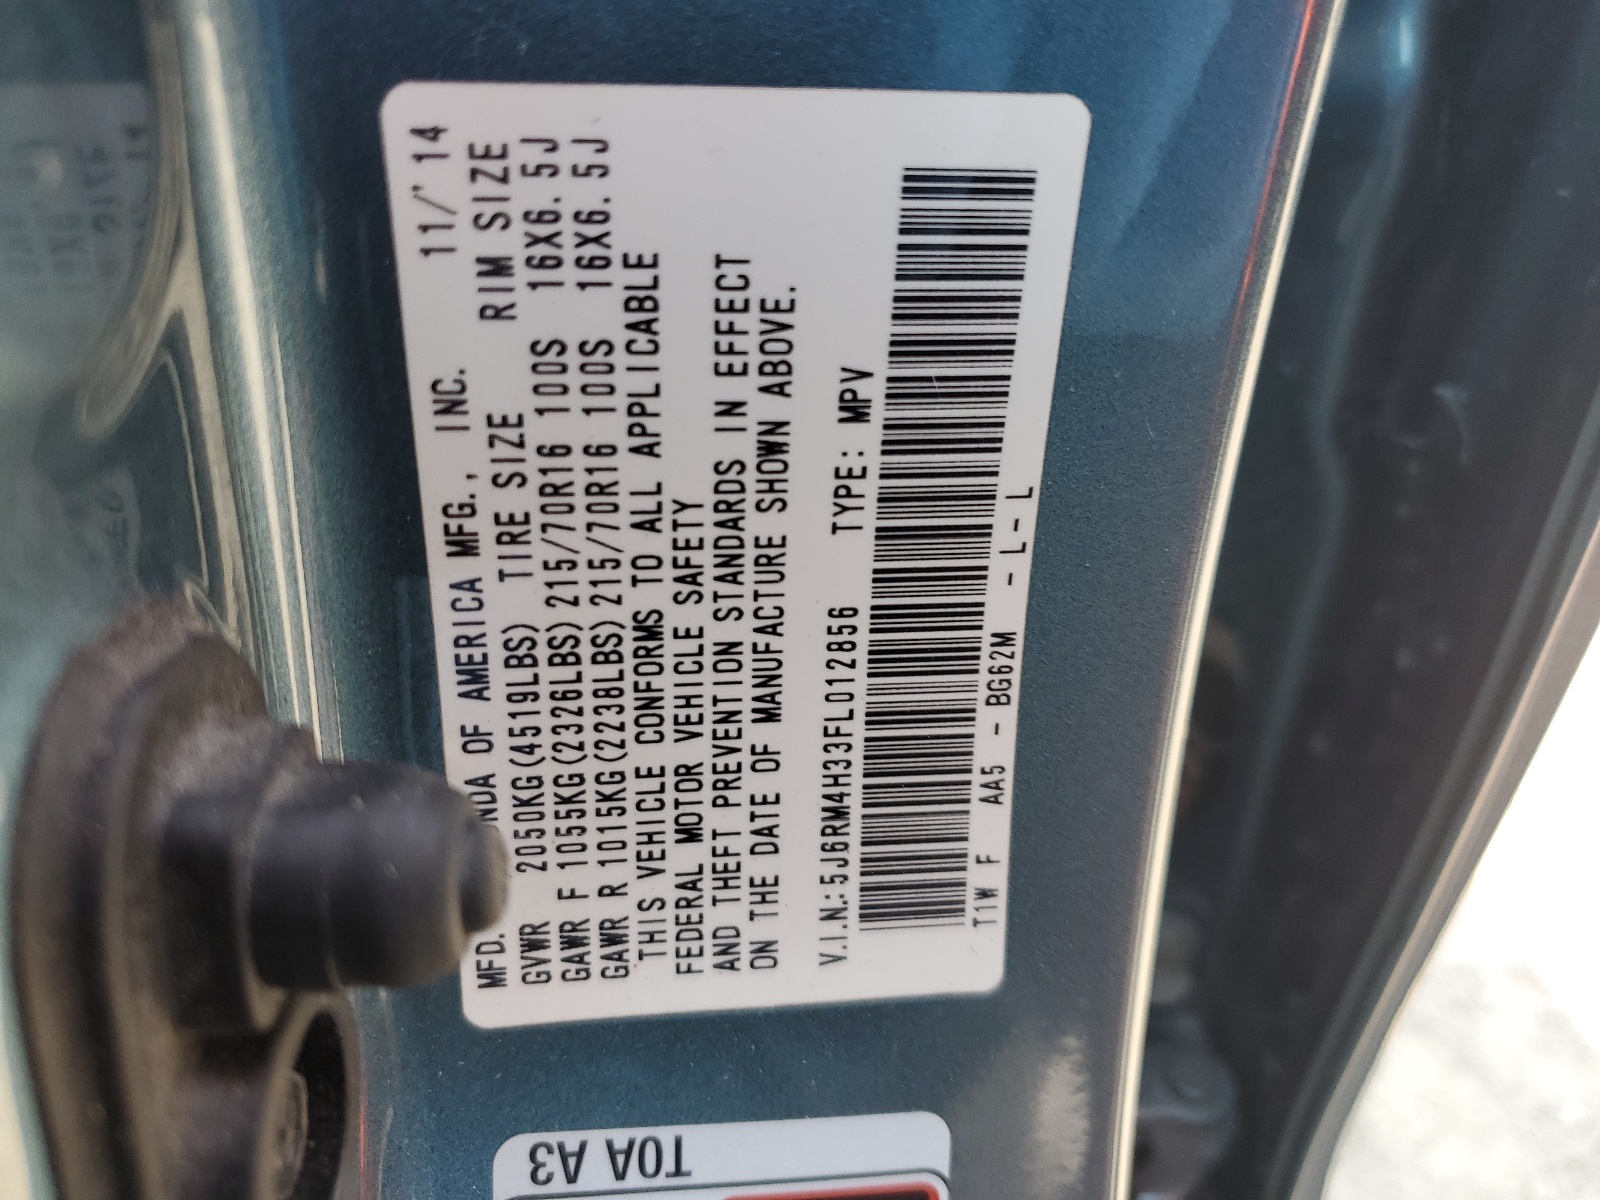 MFD. NDA OF AMERICA MFG., INC. 11/'14
GVWR 2050KG(4519LBS) TIRE SIZE RIM SIZE
GAWR F 1055KG(2326LBS)215/70R16 100S 16X6.5J
GAWR R 1015KG(2238LBS)215/70R16 100S 16X6.5J
THIS VEHICLE CONFORMS TO ALL APPLICABLE
FEDERAL MOTOR VEHICLE SAFETY
AND THEFT PREVENTION STANDARDS IN EFFECT
ON THE DATE OF MANUFACTURE SHOWN ABOVE.
V.I.N.:5J6RM4H33FL012856 TYPE: MPV
T1W F AA5 - BG62M - L - L
T0A A3